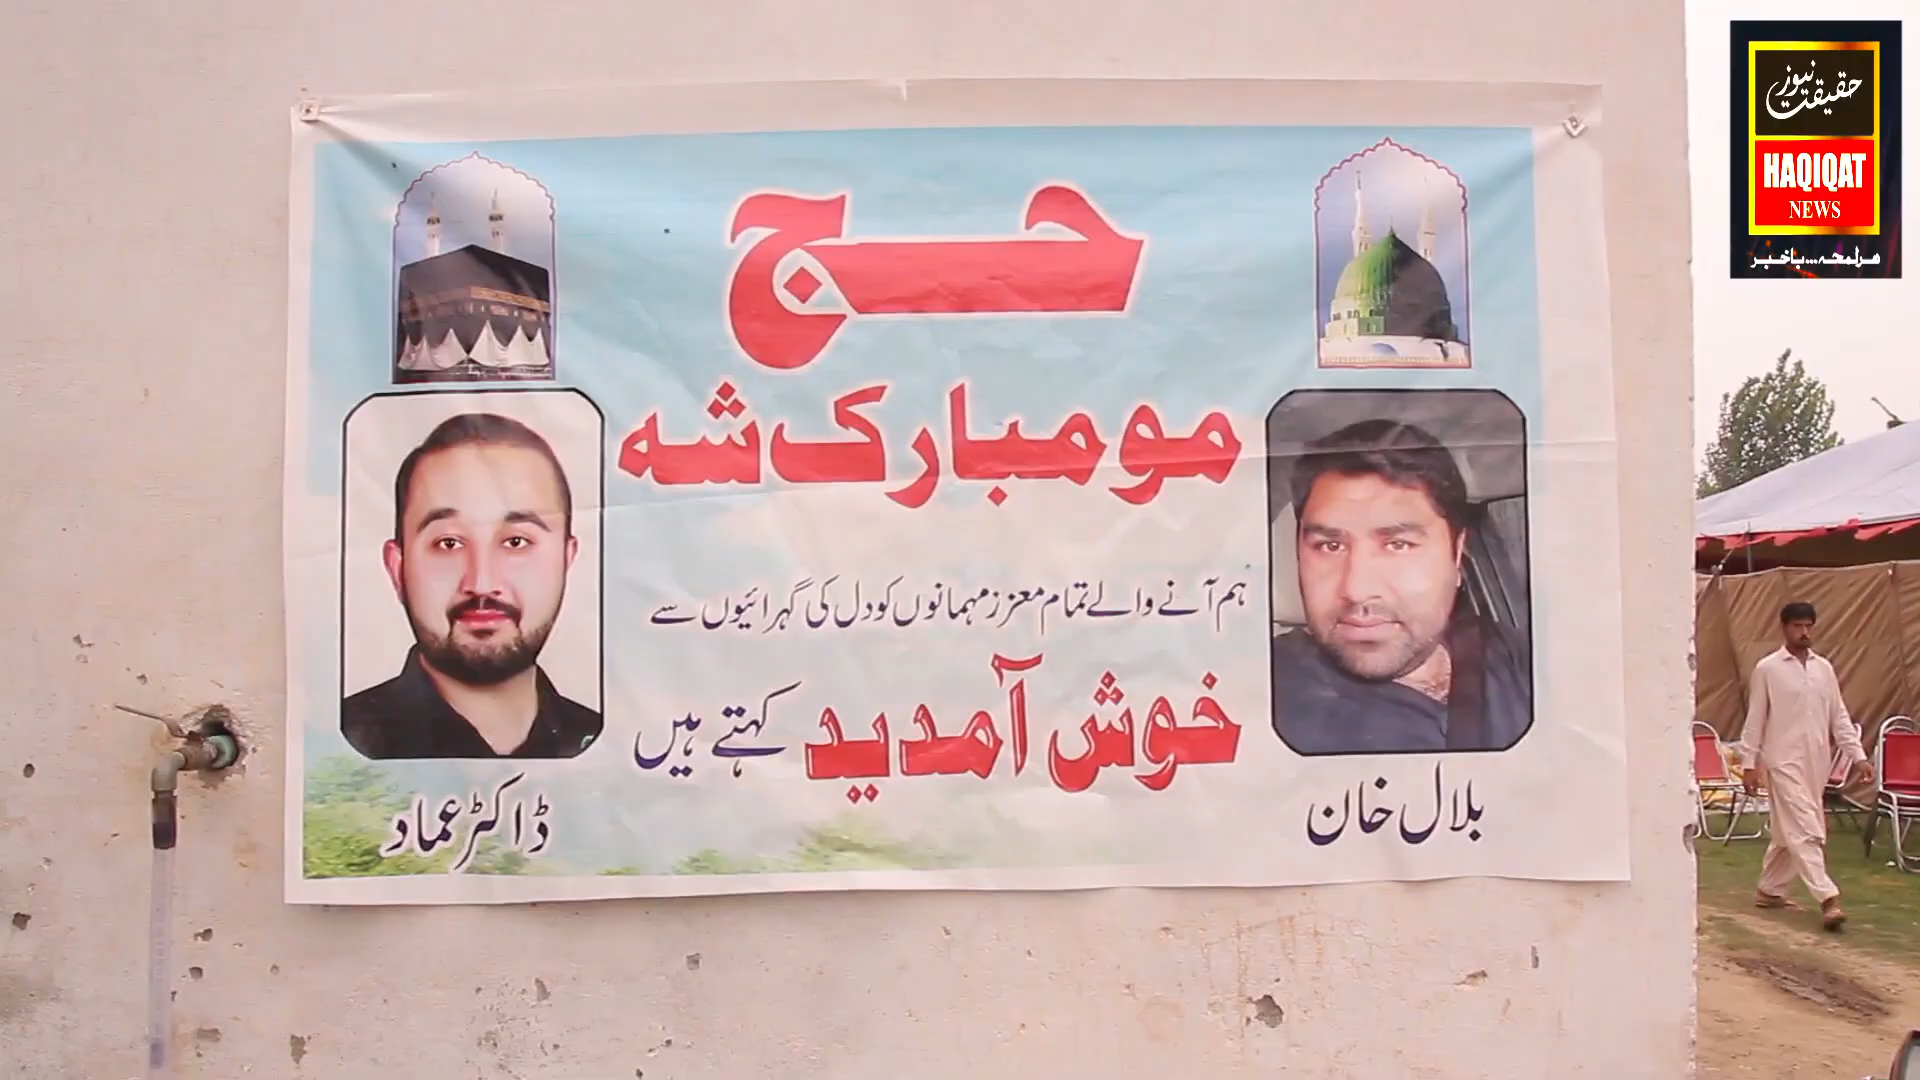 حج
مو مبارک شہ
ہم آنے والے تمام معزز مہمانوں کو دل کی گہرائیوں سے
خوش آمدید کہتے ہیں
بلال خان
ڈاکٹر عماد
حقیقت نیوز
HAQIQAT
NEWS
ہر لمحہ...باخبر